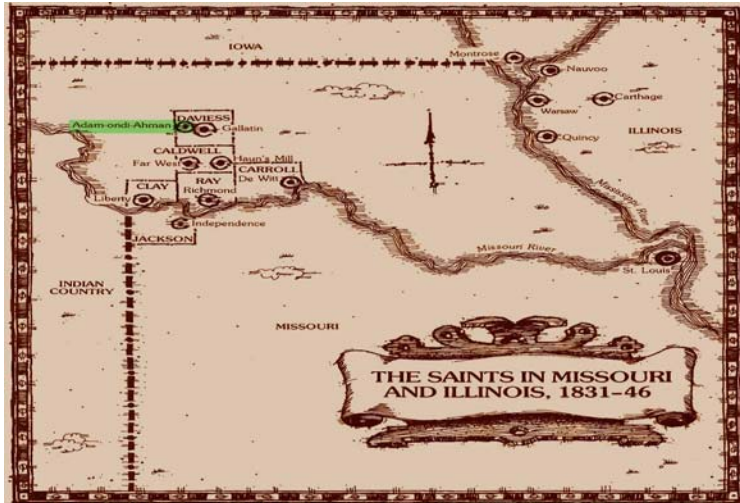 IOWA
Montrose
Nauvoo
Warsaw
Carthage
ILLINOIS
Quincy
DAVIESS
Adam-ondi-Ahman
Gallatin
CALDWELL
Far West
Haun's Mill
CARROLL
De Witt
CLAY
RAY
Richmond
Liberty
Independence
JACKSON
Mississippi River
Missouri River
St. Louis
INDIAN
COUNTRY
MISSOURI
THE SAINTS IN MISSOURI
AND ILLINOIS, 1831-46